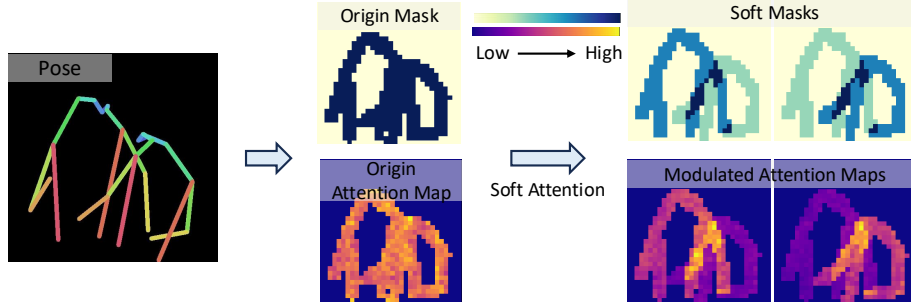 Pose
Origin Mask
Low
High
Soft Masks
Origin
Attention Map
Soft Attention
Modulated Attention Maps